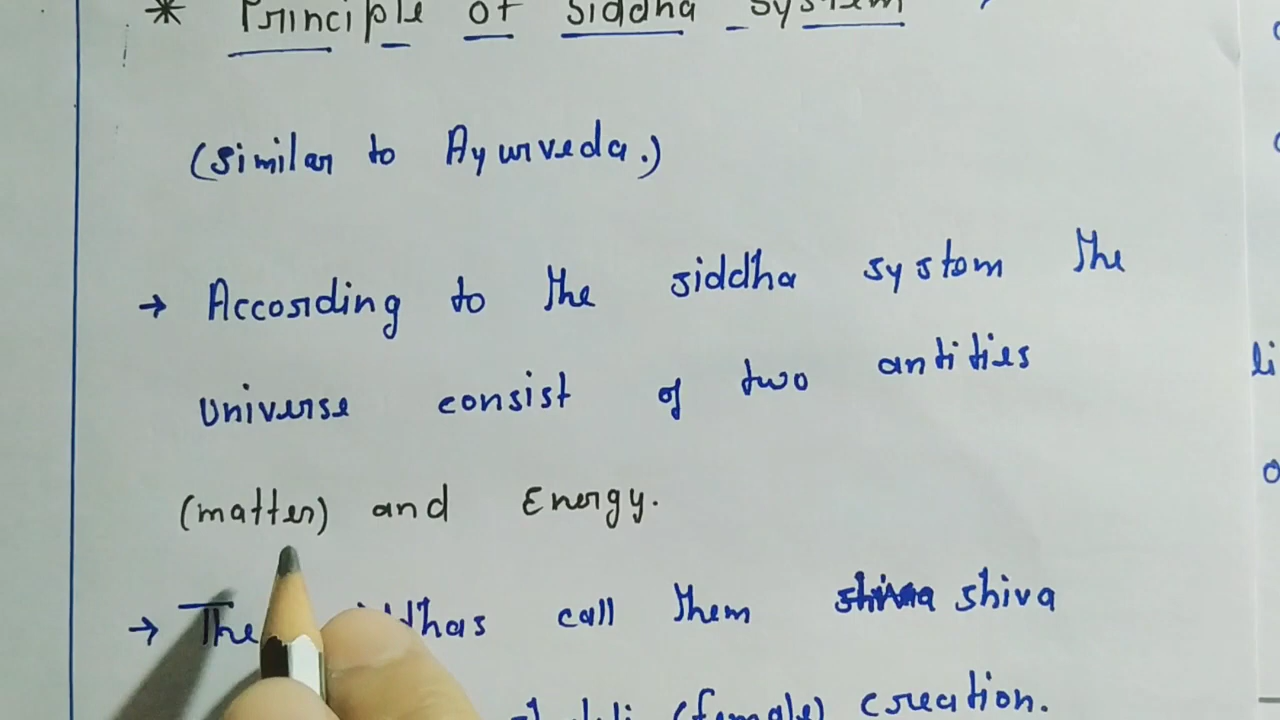 * Principle of Siddha system
(Similar to Ayurveda.)
→ According to the siddha system the
universe consist of two antities
(matter) and Energy.
→ The call them shiva
(female) creation.